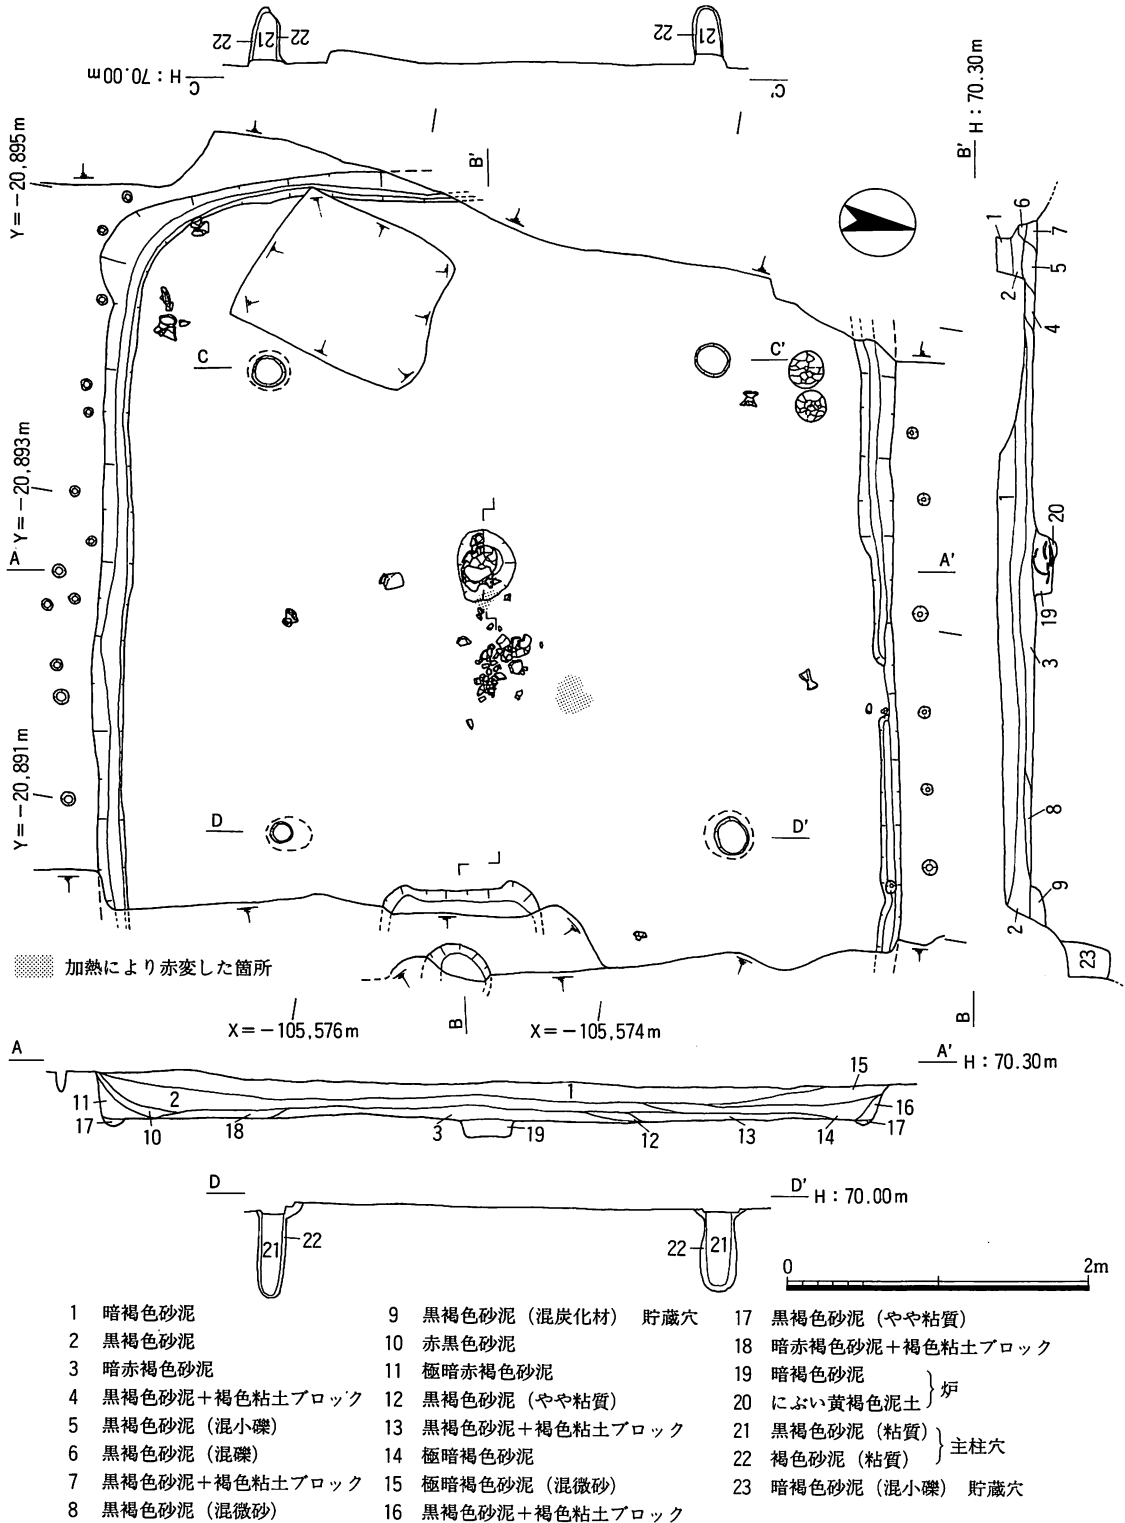 22
21
22
22
21
H：70.00m
C
C'
H：70.30m
B'
B'
Y＝−20,895m
1
6
7
5
2
4
C
C'
Y＝−20,893m
A
A'
1
20
19
3
Y＝−20,891m
D
D'
8
9
2
23
加熱により赤変した箇所
X＝−105,576m
B
X＝−105,574m
B
A
A'
H：70.30m
15
1
2
11
16
17
10
18
3
19
12
13
14
17
D
D'
H：70.00m
21
22
22
21
0
2m
1 暗褐色砂泥
2 黒褐色砂泥
3 暗赤褐色砂泥
4 黒褐色砂泥＋褐色粘土ブロック
5 黒褐色砂泥（混小礫）
6 黒褐色砂泥（混礫）
7 黒褐色砂泥＋褐色粘土ブロック
8 黒褐色砂泥（混微砂）
9 黒褐色砂泥（混炭化材） 貯蔵穴
10 赤黒色砂泥
11 極暗赤褐色砂泥
12 黒褐色砂泥（やや粘質）
13 黒褐色砂泥＋褐色粘土ブロック
14 極暗褐色砂泥
15 極暗褐色砂泥（混微砂）
16 黒褐色砂泥＋褐色粘土ブロック
17 黒褐色砂泥（やや粘質）
18 暗赤褐色砂泥＋褐色粘土ブロック
19 暗褐色砂泥
20 にぶい黄褐色泥土
炉
21 黒褐色砂泥（粘質）
22 褐色砂泥（粘質）
主柱穴
23 暗褐色砂泥（混小礫） 貯蔵穴